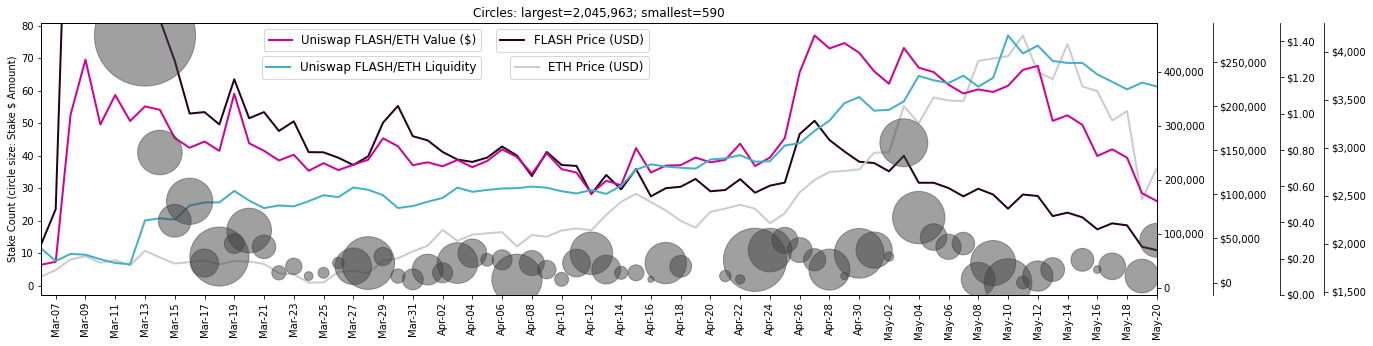 Circles: largest=2,045,963; smallest=590
Stake Count (circle size: Stake $ Amount)
80
70
60
50
40
30
20
10
0
Uniswap FLASH/ETH Value ($)
FLASH Price (USD)
Uniswap FLASH/ETH Liquidity
ETH Price (USD)
400,000
300,000
200,000
100,000
0
$250,000
$200,000
$150,000
$100,000
$50,000
$0
$1.40
$1.20
$1.00
$0.80
$0.60
$0.40
$0.20
$0.00
$4,000
$3,500
$3,000
$2,500
$2,000
$1,500
Mar-07
Mar-09
Mar-11
Mar-13
Mar-15
Mar-17
Mar-19
Mar-21
Mar-23
Mar-25
Mar-27
Mar-29
Mar-31
Apr-02
Apr-04
Apr-06
Apr-08
Apr-10
Apr-12
Apr-14
Apr-16
Apr-18
Apr-20
Apr-22
Apr-24
Apr-26
Apr-28
Apr-30
May-02
May-04
May-06
May-08
May-10
May-12
May-14
May-16
May-18
May-20